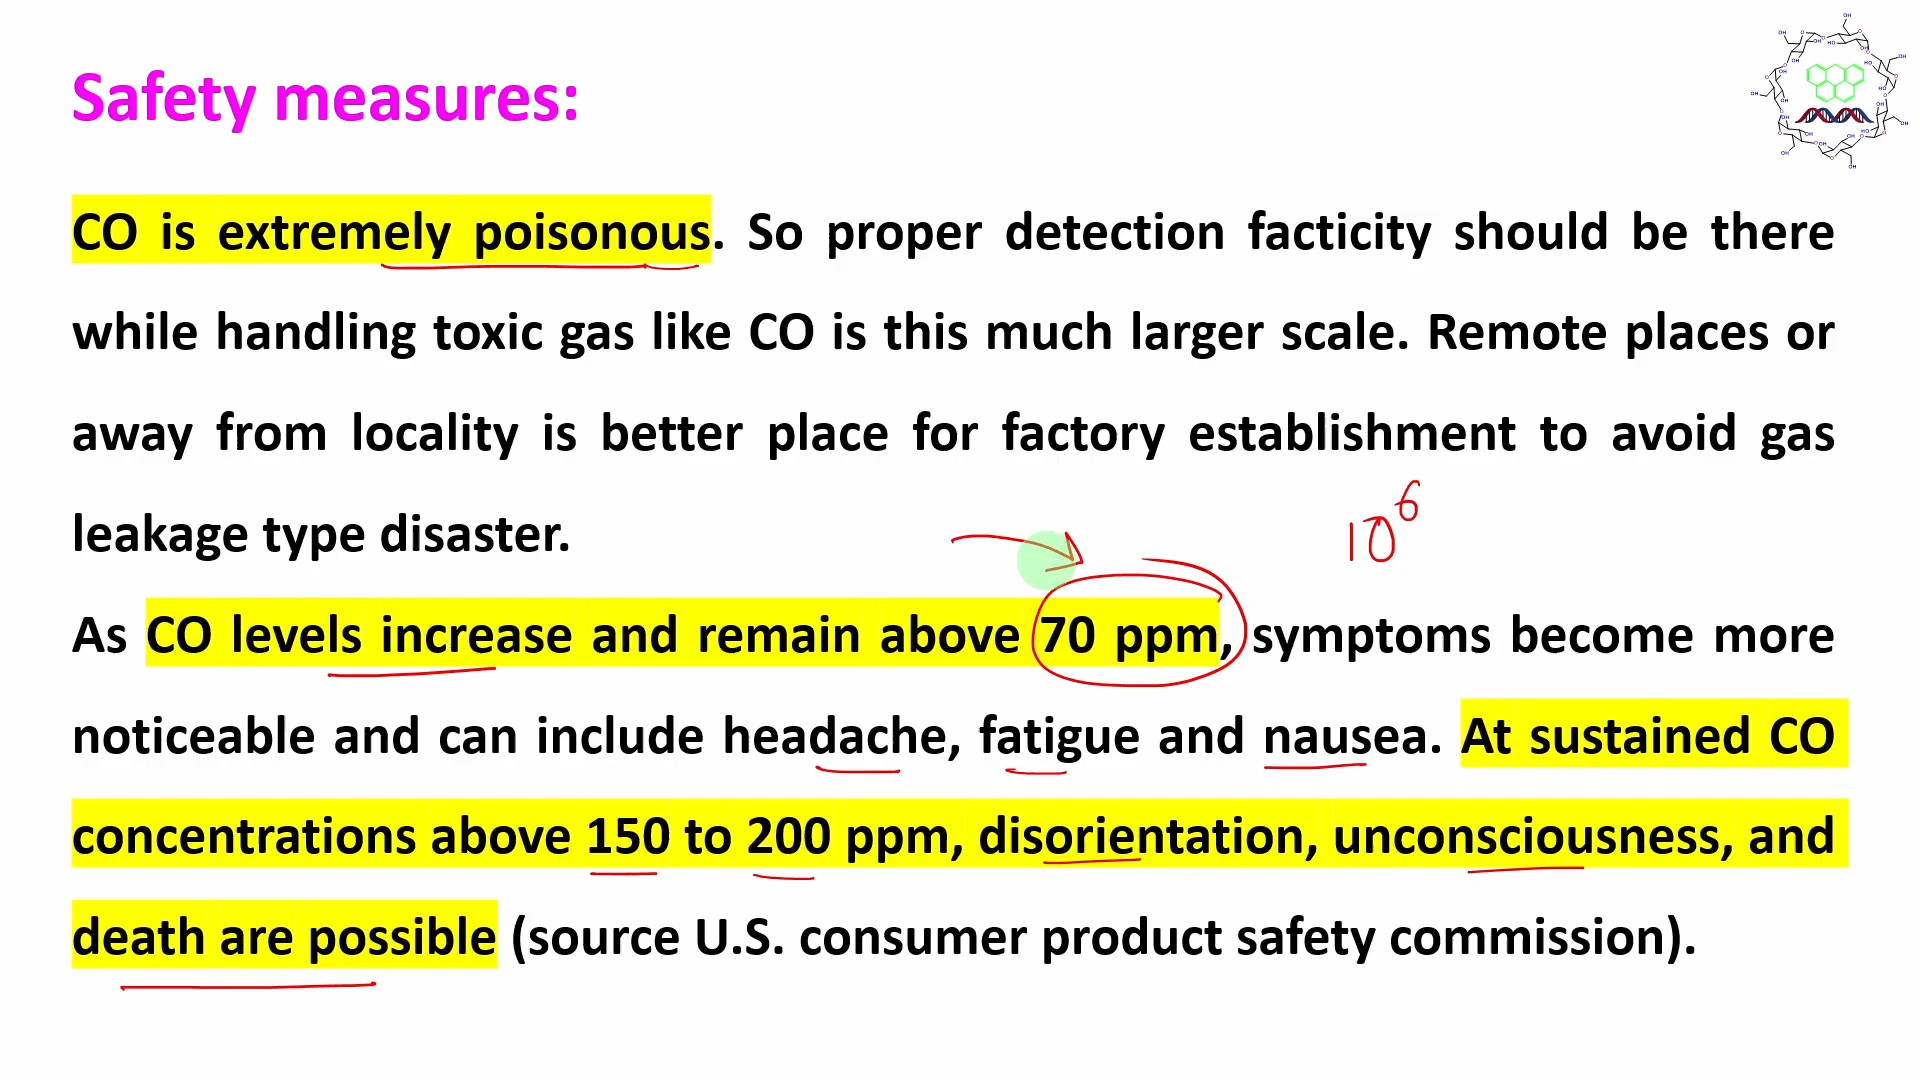 Safety measures:
CO is extremely poisonous. So proper detection facticity should be there
while handling toxic gas like CO is this much larger scale. Remote places or
away from locality is better place for factory establishment to avoid gas
leakage type disaster.
10⁶
As CO levels increase and remain above 70 ppm, symptoms become more
noticeable and can include headache, fatigue and nausea. At sustained CO
concentrations above 150 to 200 ppm, disorientation, unconsciousness, and
death are possible (source U.S. consumer product safety commission).